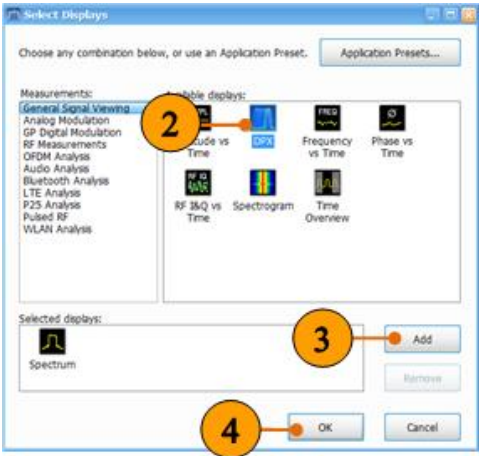 Select Displays
Choose any combination below, or use an Application Preset.
Application Presets...
Measurements:
General Signal Viewing
Analog Modulation
GP Digital Modulation
RF Measurements
OFDM Analysis
Audio Analysis
Bluetooth Analysis
LTE Analysis
P25 Analysis
Pulsed RF
WLAN Analysis
displays:
2
DPX
FREQ
Ø
vs
Time
Frequency
vs Time
Phase vs
Time
RF IQ
RF I&Q vs
Time
Spectrogram
Time
Overview
Selected displays:
Spectrum
3
Add
Remove
4
OK
Cancel